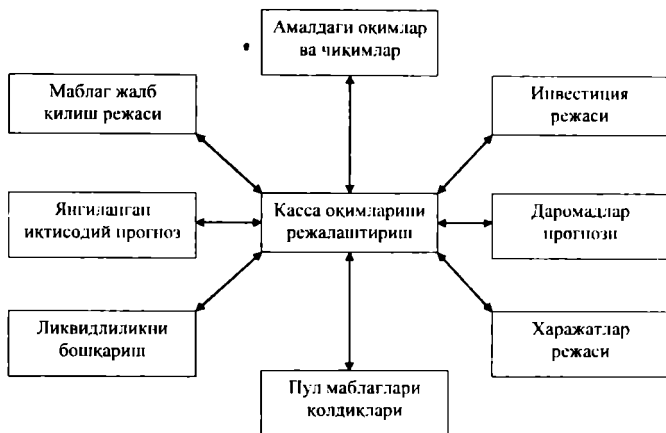 Амалдаги оқимлар
ва чиқимлар
Маблағ жалб
қилиш режаси
Инвестиция
режаси
Янгиланган
иқтисодий прогноз
Касса оқимларини
режалаштириш
Даромадлар
прогнози
Ликвидлиликни
бошқариш
Харажатлар
режаси
Пул маблағлари
қолдиқлари